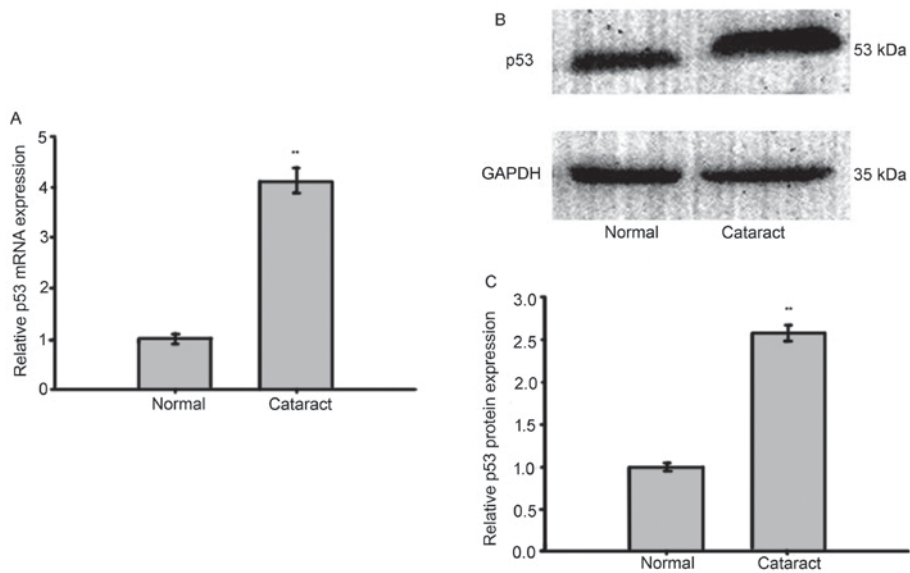 A
Relative p53 mRNA expression
5
4
3
2
1
0
**
Normal Cataract
B
p53 53 kDa
GAPDH 35 kDa
Normal Cataract
C
Relative p53 protein expression
3.0
2.5
2.0
1.5
1.0
0.5
0.0
**
Normal Cataract